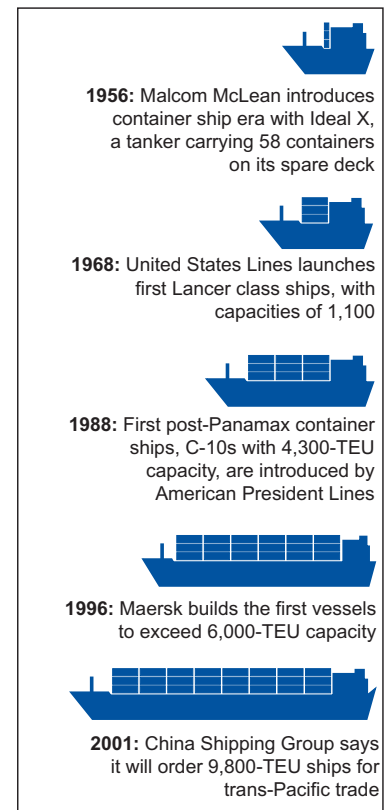 1956: Malcom McLean introduces
container ship era with Ideal X,
a tanker carrying 58 containers
on its spare deck
1968: United States Lines launches
first Lancer class ships, with
capacities of 1,100
1988: First post-Panamax container
ships, C-10s with 4,300-TEU
capacity, are introduced by
American President Lines
1996: Maersk builds the first vessels
to exceed 6,000-TEU capacity
2001: China Shipping Group says
it will order 9,800-TEU ships for
trans-Pacific trade